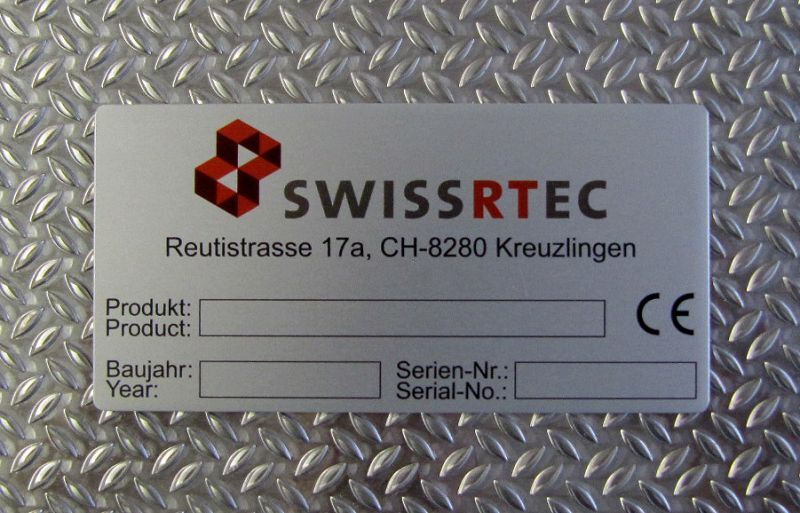 SWISSRTEC
Reutistrasse 17a, CH-8280 Kreuzlingen
Produkt:
Product:
CE
Baujahr: Serien-Nr.:
Year: Serial-No.: